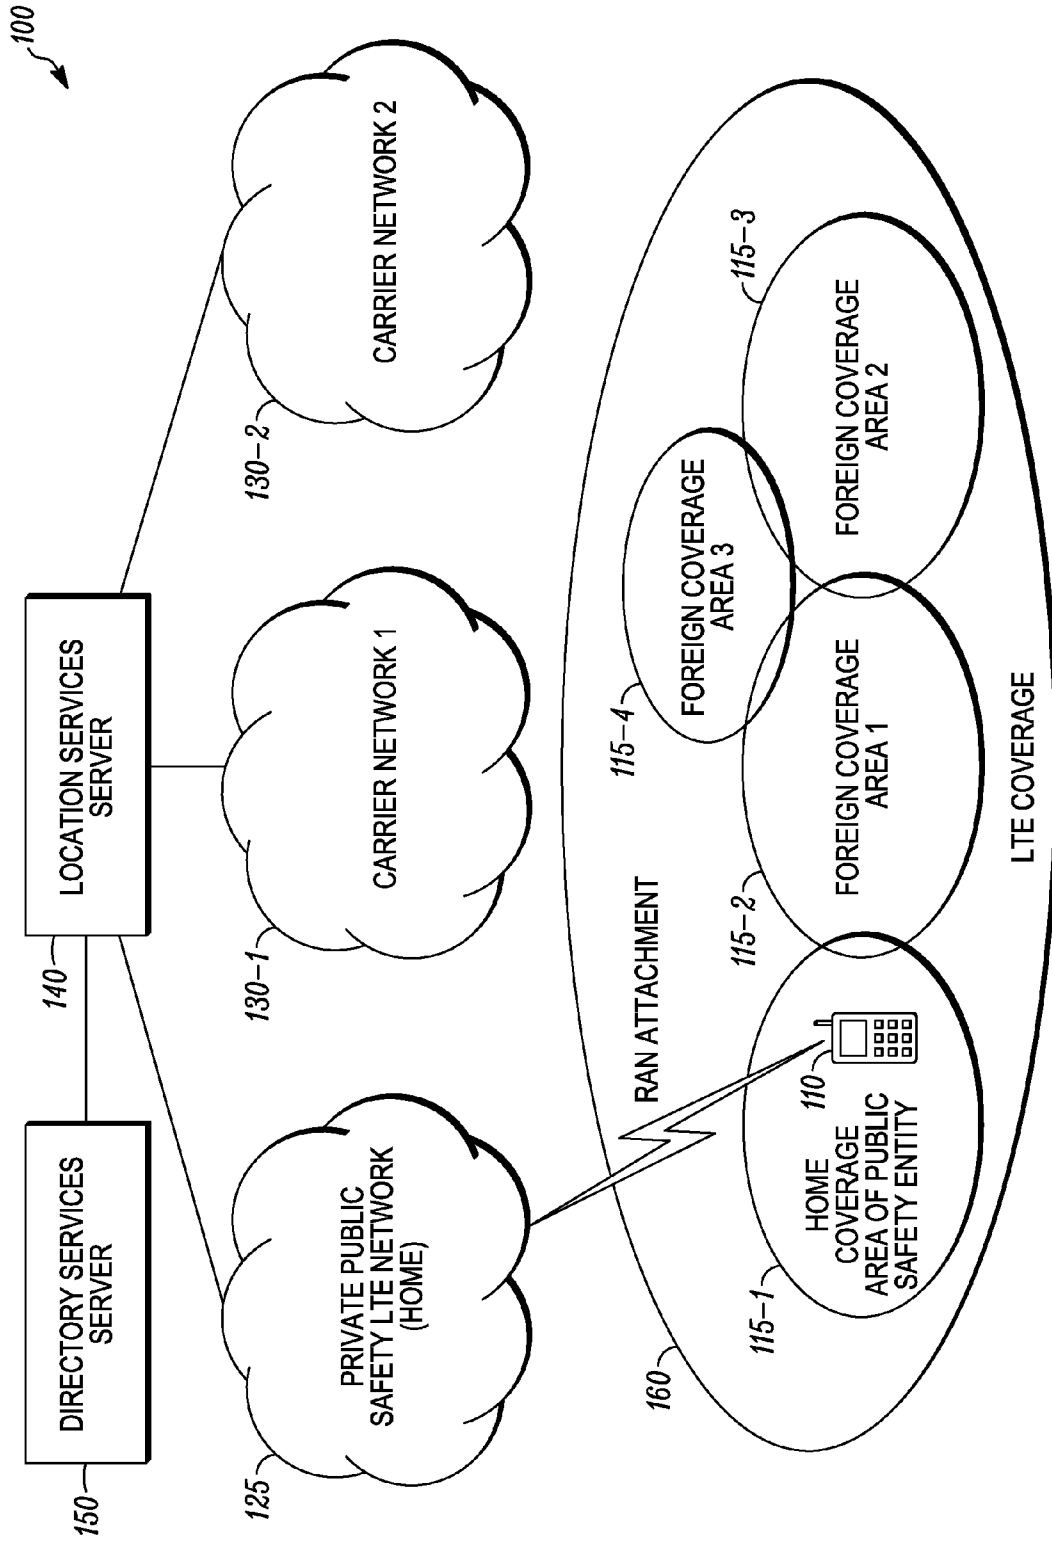 100
DIRECTORY SERVICES
SERVER
150
LOCATION SERVICES
SERVER
140
PRIVATE PUBLIC
SAFETY LTE NETWORK
(HOME)
125
CARRIER NETWORK 1
130-1
CARRIER NETWORK 2
130-2
RAN ATTACHMENT
160
115-4
FOREIGN COVERAGE
AREA 3
115-1
HOME
COVERAGE
AREA OF PUBLIC
SAFETY ENTITY
110
115-2
FOREIGN COVERAGE
AREA 1
115-3
FOREIGN COVERAGE
AREA 2
LTE COVERAGE